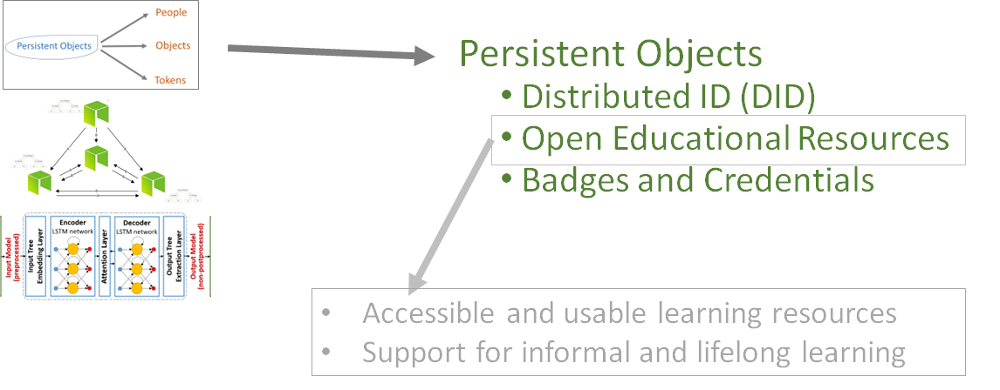 People
Persistent Objects
Objects
Tokens
Persistent Objects
• Distributed ID (DID)
• Open Educational Resources
• Badges and Credentials
Encoder
LSTM network
Decoder
LSTM network
Input Model
(preprocessed)
Input Tree
Embedding Layer
Attention Layer
Output Tree
Extraction Layer
Output Model
(non-postprocessed)
• Accessible and usable learning resources
• Support for informal and lifelong learning